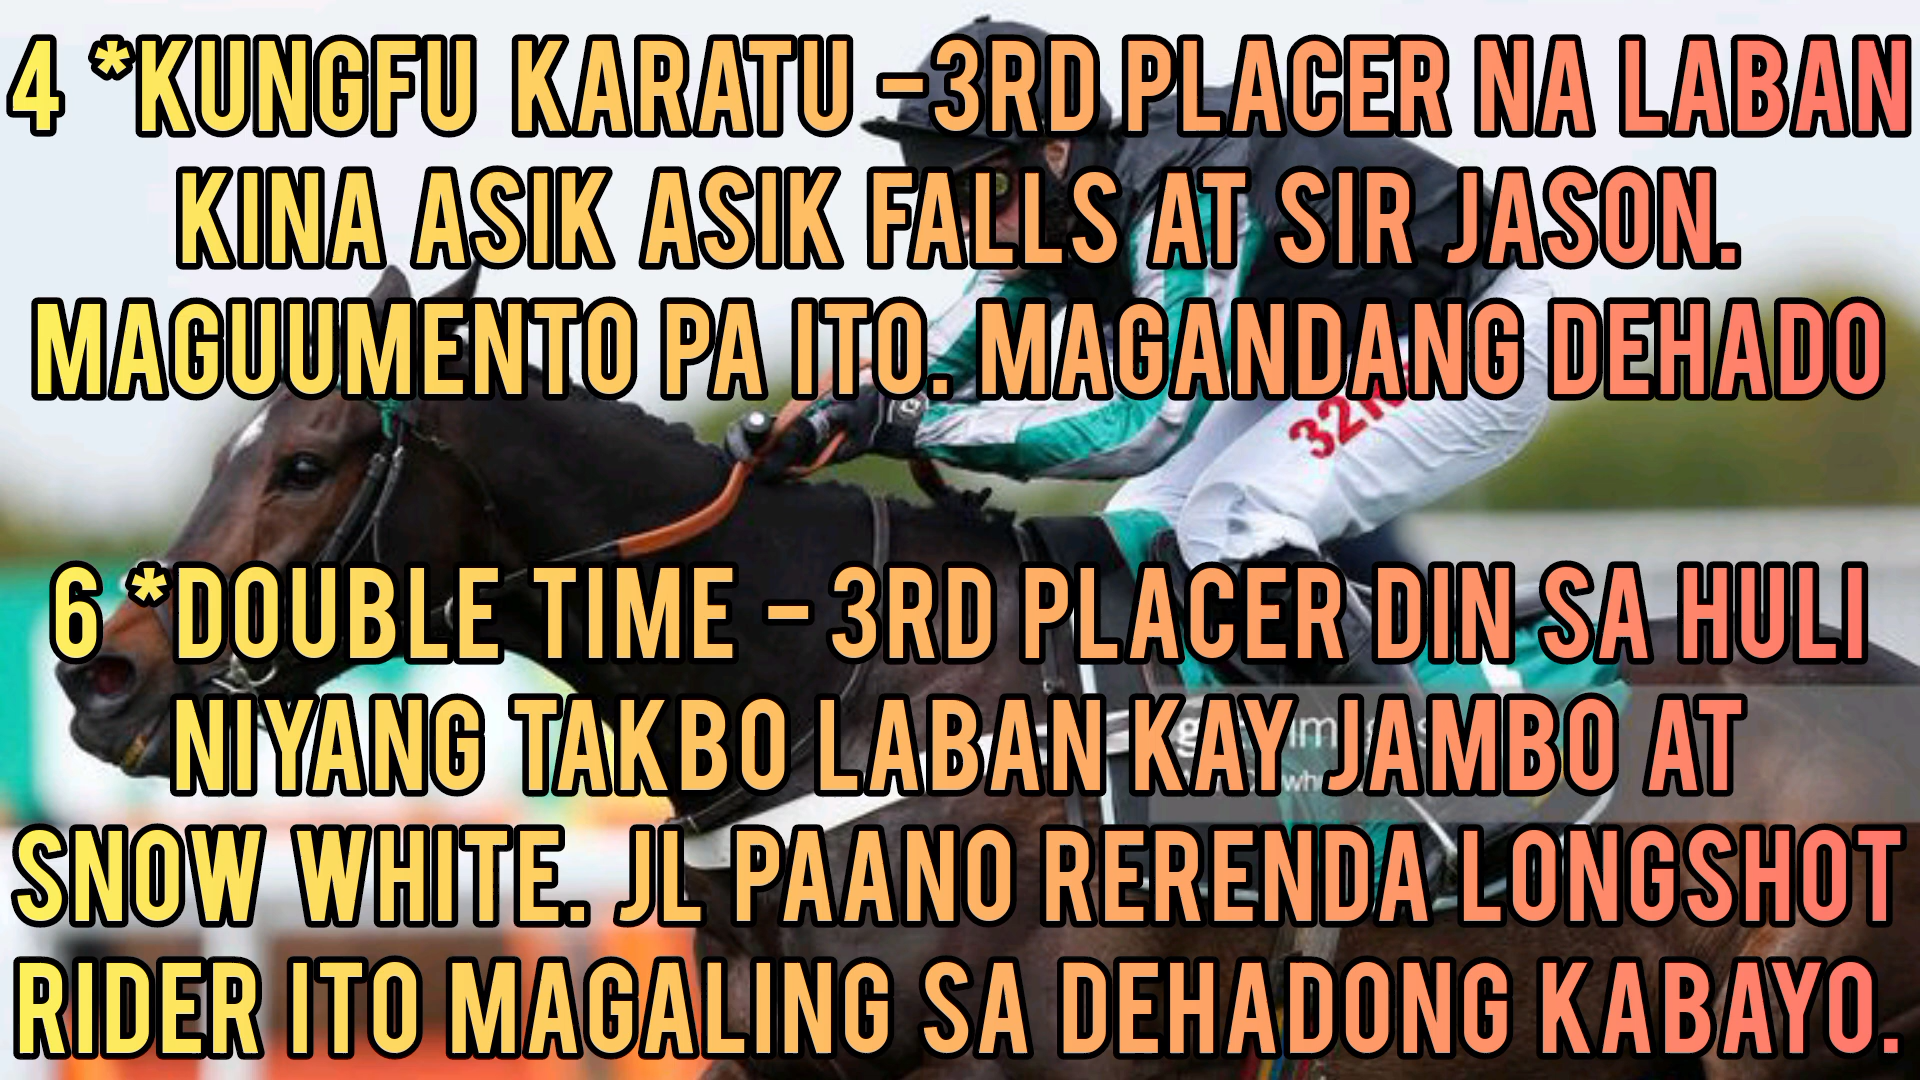 4 *KUNGFU KARATU -3RD PLACER NA LABAN
KINA ASIK ASIK FALLS AT SIR JASON.
MAGUUMENTO PA ITO. MAGANDANG DEHADO
6 *DOUBLE TIME - 3RD PLACER DIN SA HULI
NIYANG TAKBO LABAN KAY JAMBO AT
SNOW WHITE. JL PAANO RERENDA LONGSHOT
RIDER ITO MAGALING SA DEHADONG KABAYO.